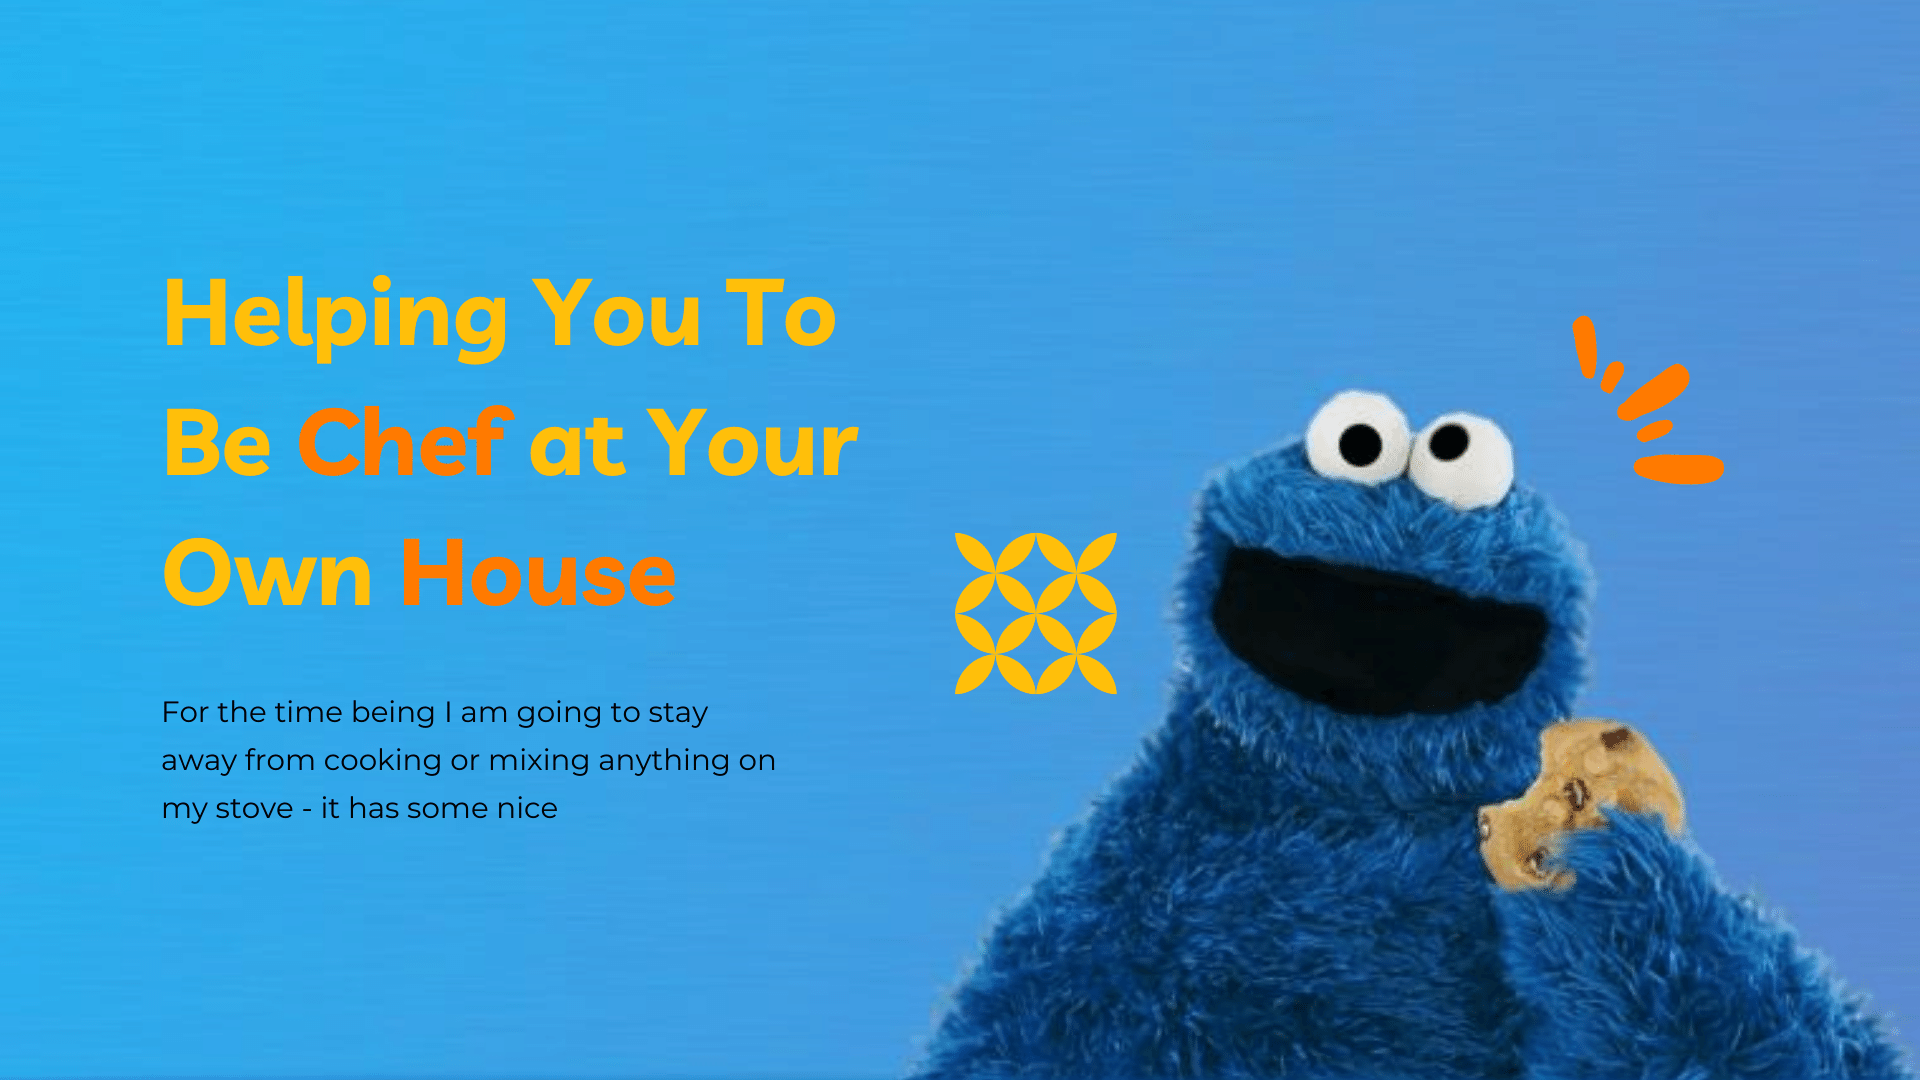 Helping You To
Be Chef at Your
Own House
For the time being I am going to stay
away from cooking or mixing anything on
my stove - it has some nice